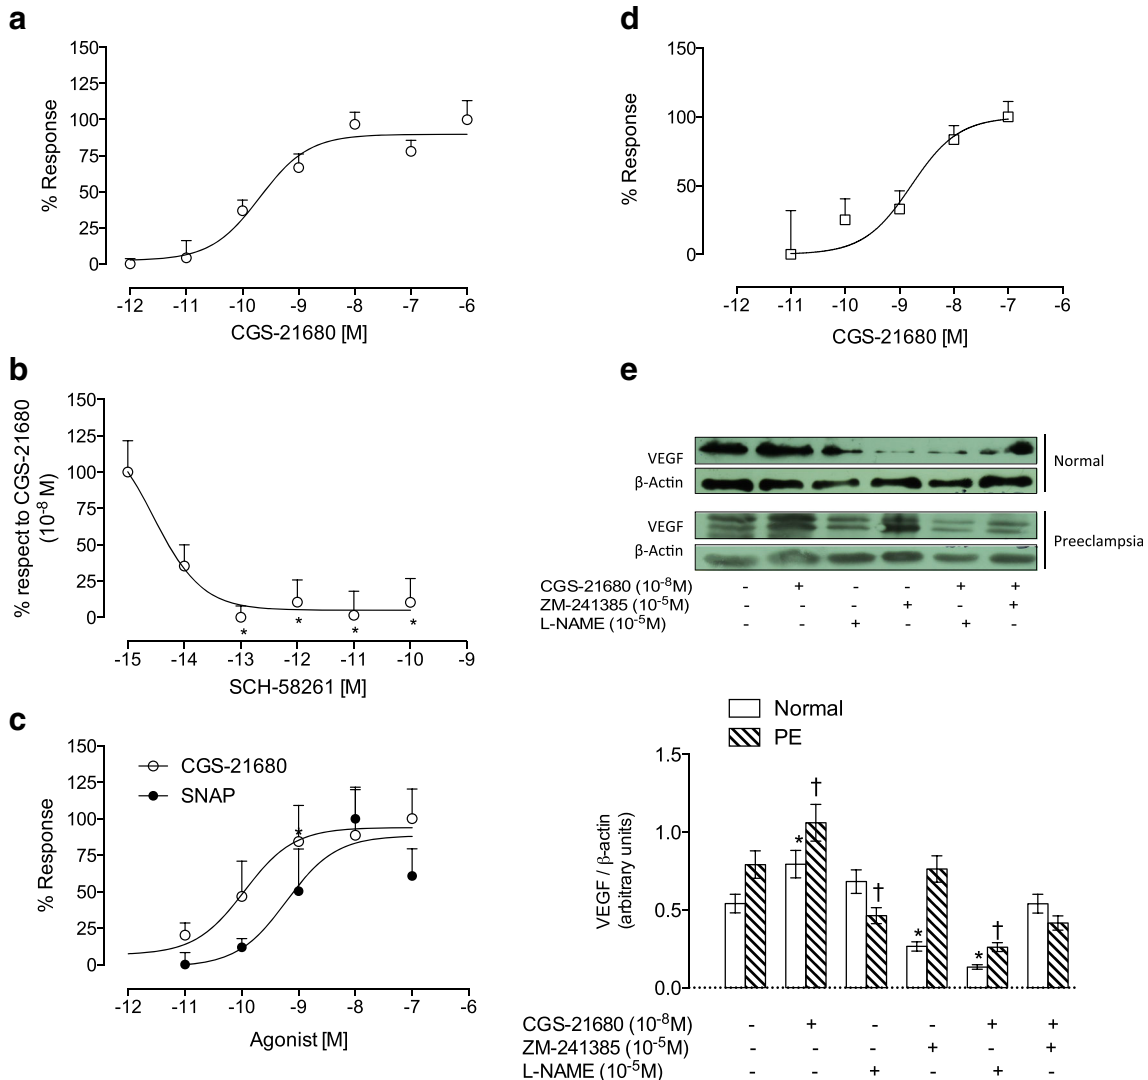 a
150
125
100
75
50
25
0
% Response
-12 -11 -10 -9 -8 -7 -6
CGS-21680 [M]
b
150
125
100
75
50
25
0
% respect to CGS-21680
(10-8 M)
* * * *
-15 -14 -13 -12 -11 -10 -9
SCH-58261 [M]
c
150
125
100
75
50
25
0
% Response
CGS-21680
SNAP
*
-12 -11 -10 -9 -8 -7 -6
Agonist [M]
d
150
100
50
0
% Response
-12 -11 -10 -9 -8 -7 -6
CGS-21680 [M]
e
VEGF
β-Actin
Normal
VEGF
β-Actin
Preeclampsia
CGS-21680 (10-8M) - + - - + +
ZM-241385 (10-5M) - - - + - +
L-NAME (10-5M) - - + - + -
Normal
PE
1.5
1.0
0.5
0.0
VEGF / β-actin
(arbitrary units)
* † † * * †
CGS-21680 (10-8M) - + - - + +
ZM-241385 (10-5M) - - - + - +
L-NAME (10-5M) - - + - + -